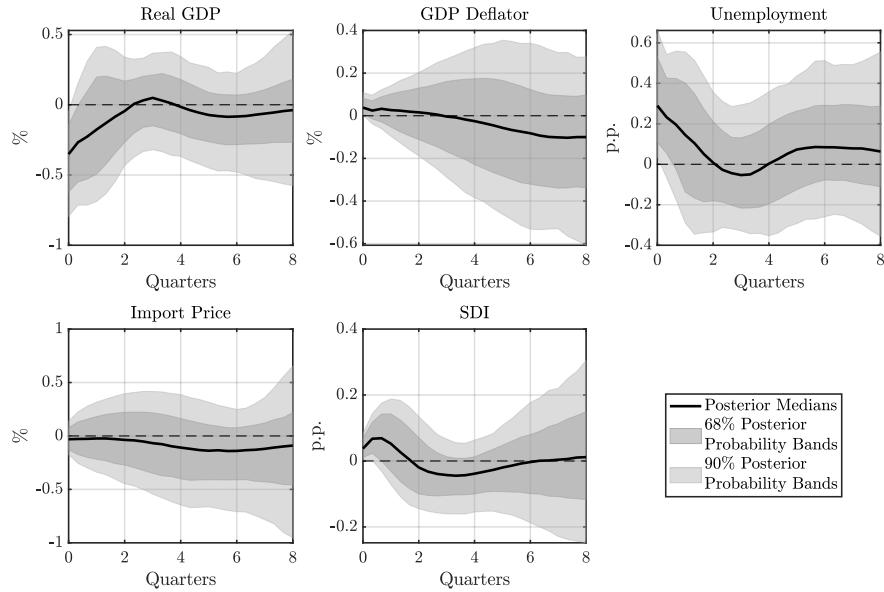 Real GDP
0.5
0
-0.5
-1
%
0 2 4 6 8
Quarters
GDP Deflator
0.4
0.2
0
-0.2
-0.4
-0.6
%
0 2 4 6 8
Quarters
Unemployment
0.6
0.4
0.2
0
-0.2
-0.4
p.p.
0 2 4 6 8
Quarters
Import Price
1
0.5
0
-0.5
-1
%
0 2 4 6 8
Quarters
SDI
0.4
0.2
0
-0.2
p.p.
0 2 4 6 8
Quarters
Posterior Medians
68% Posterior
Probability Bands
90% Posterior
Probability Bands